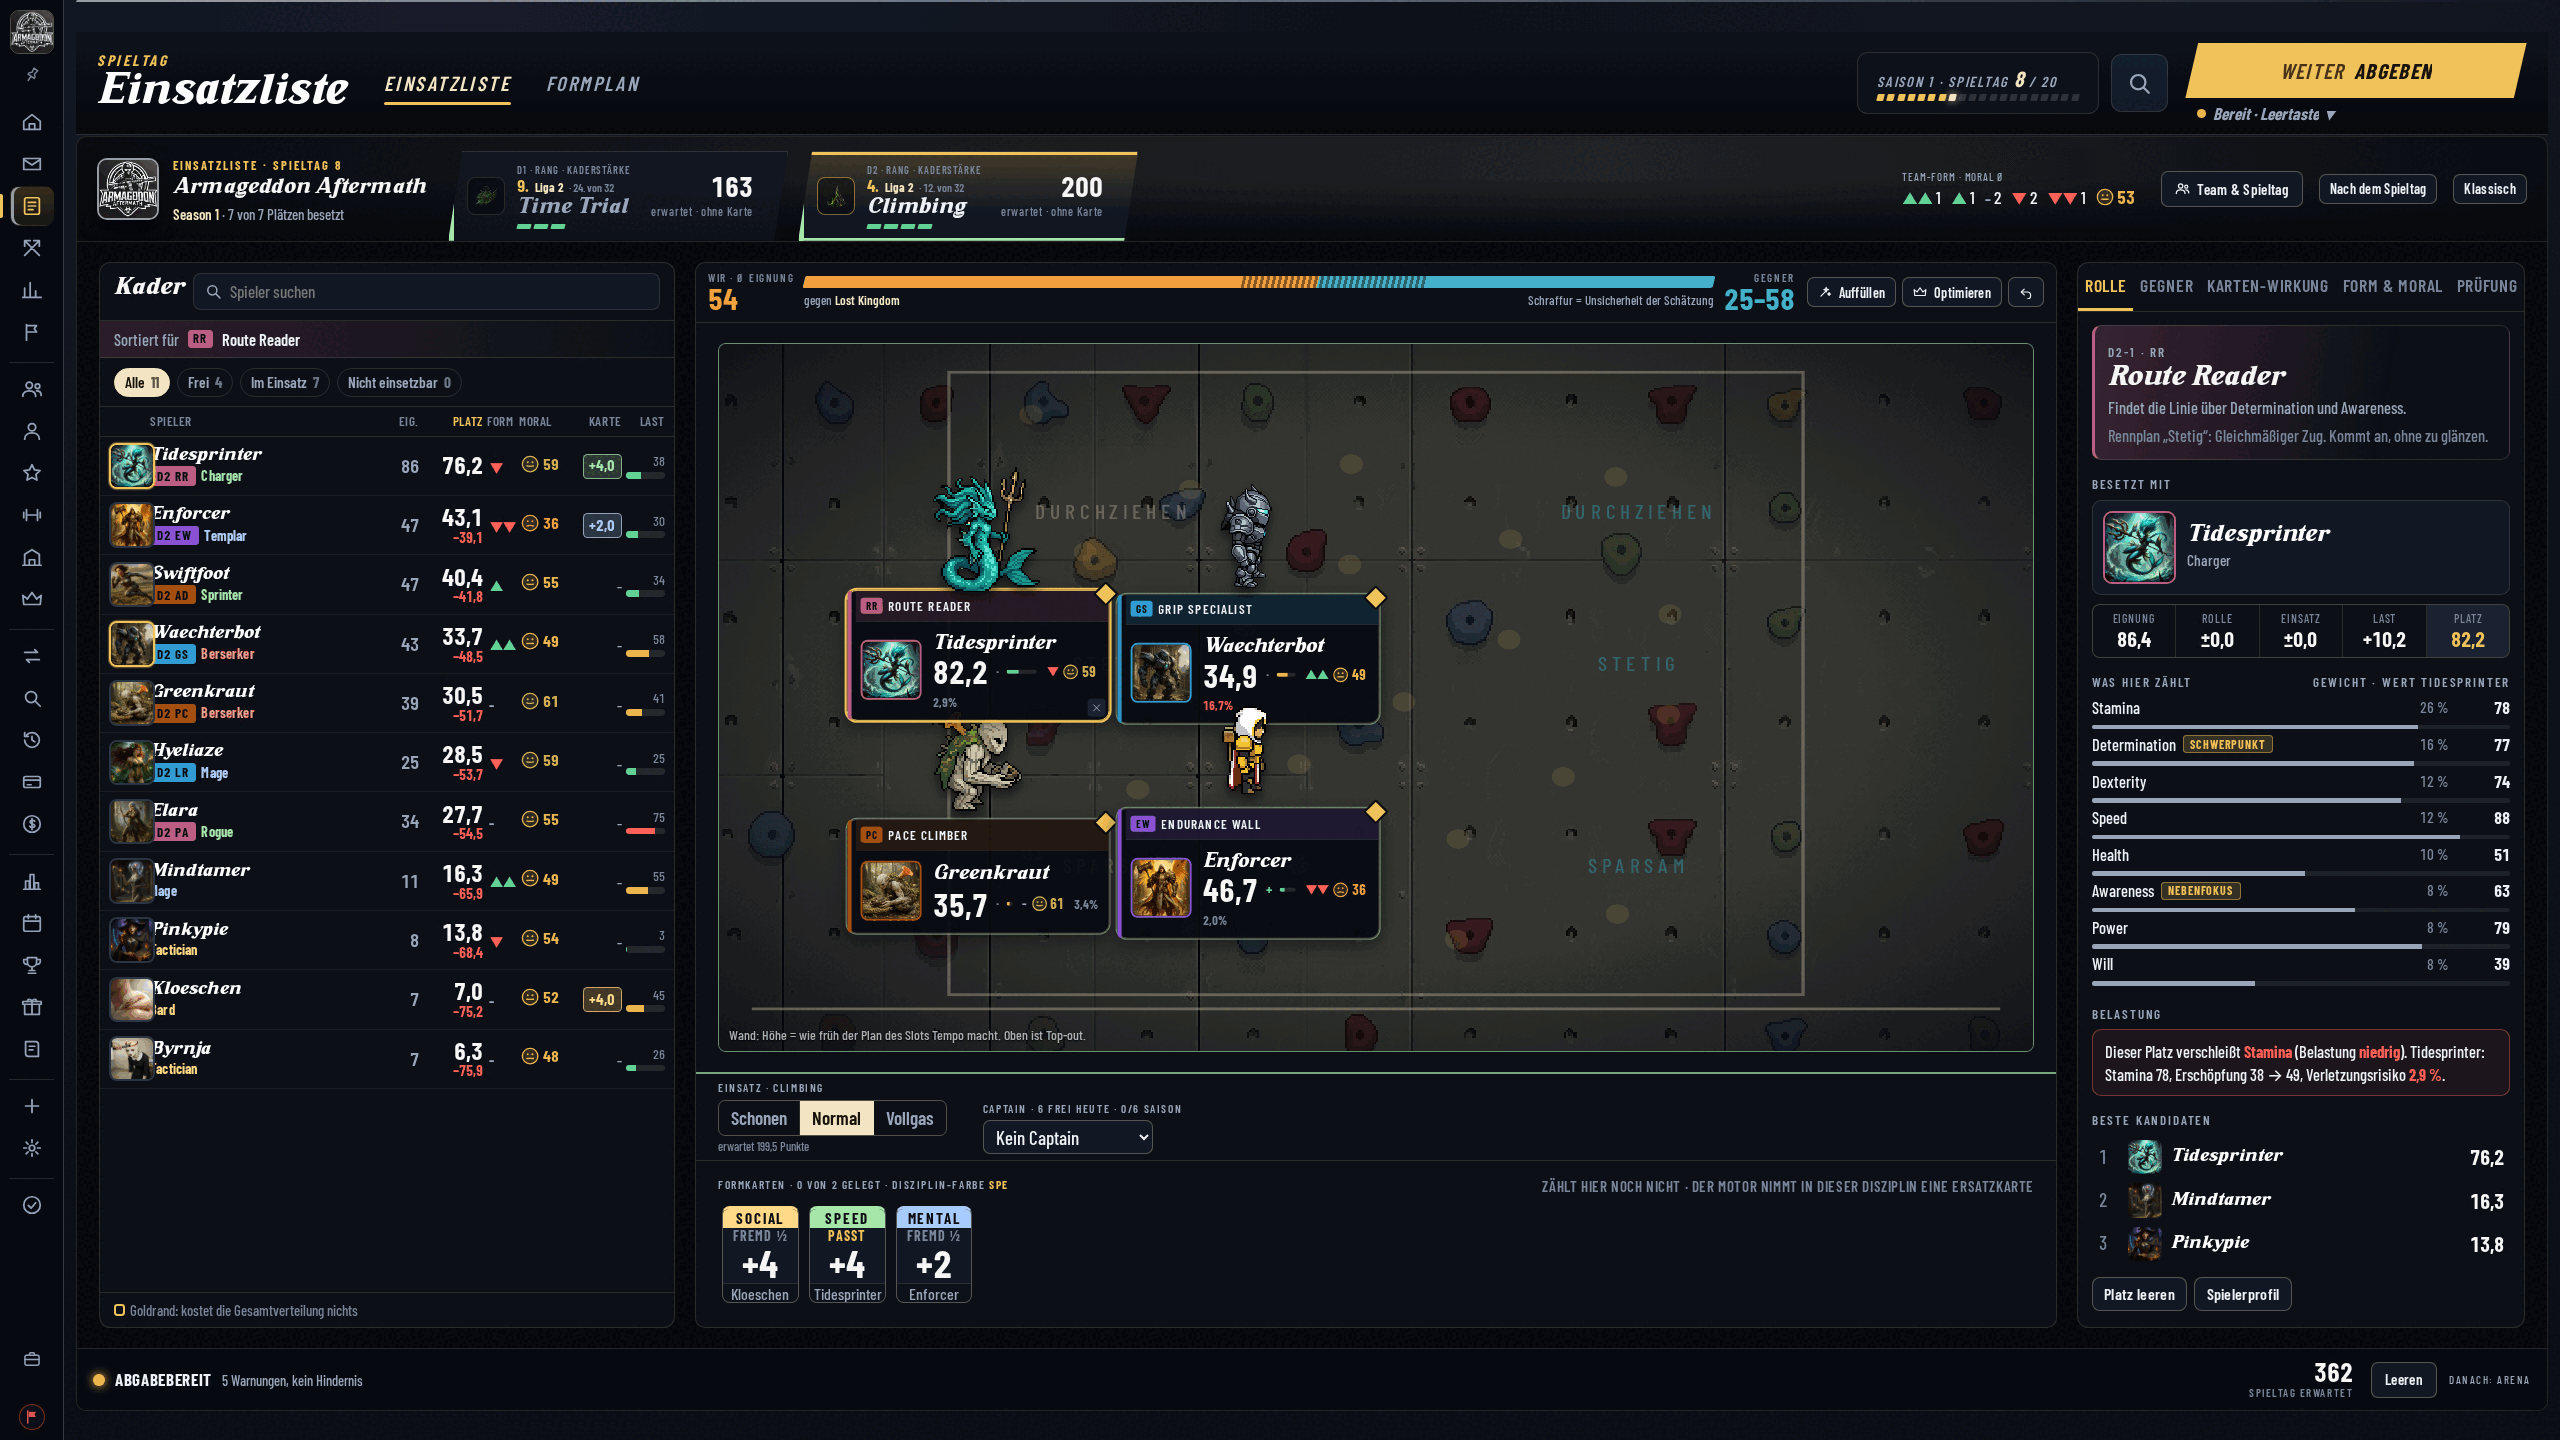 SPIELTAG
Einsatzliste
EINSATZLISTE
FORMPLAN
SAISON 1 · SPIELTAG 8 / 20
WEITER ABGEBEN
Bereit · Leertaste ▼
EINSATZLISTE · SPIELTAG 8
Armageddon Aftermath
Season 1 · 7 von 7 Plätzen besetzt
D1 · RANG · KADERSTÄRKE
9. Liga 2 · 24. von 32
Time Trial
163
erwartet · ohne Karte
D2 · RANG · KADERSTÄRKE
4. Liga 2 · 12. von 32
Climbing
200
erwartet · ohne Karte
TEAM-FORM · MORAL Ø
▲▲1 ▲1 -2 ▼2 ▼▼1 53
Team & Spieltag
Nach dem Spieltag
Klassisch
Kader
Spieler suchen
Sortiert für RR Route Reader
Alle 11
Frei 4
Im Einsatz 7
Nicht einsetzbar 0
SPIELER EIG. PLATZ FORM MORAL KARTE LAST
Tidesprinter
D2 RR Charger
86 76,2 ▼ 59 +4,0 38
Enforcer
D2 EW Templar
47 43,1 -39,1 ▼▼ 36 +2,0 30
Swiftfoot
D2 AD Sprinter
47 40,4 -41,8 ▲ 55 - 34
Waechterbot
D2 GS Berserker
43 33,7 -48,5 ▲▲ 49 - 58
Greenkraut
D2 PC Berserker
39 30,5 -51,7 - 61 - 41
Hyeliaze
D2 LR Mage
25 28,5 -53,7 ▼ 59 - 25
Elara
D2 PA Rogue
34 27,7 -54,5 - 55 - 75
Mindtamer
Mage
11 16,3 -65,9 ▲▲ 49 - 55
Pinkypie
Tactician
8 13,8 -68,4 ▼ 54 - 3
Kloeschen
Bard
7 7,0 -75,2 - 52 +4,0 45
Byrnja
Tactician
7 6,3 -75,9 - 48 - 26
Goldrand: kostet die Gesamtverteilung nichts
WIR · Ø EIGNUNG
54
gegen Lost Kingdom
Schraffur = Unsicherheit der Schätzung
GEGNER
25–58
Auffüllen
Optimieren
DURCHZIEHEN
DURCHZIEHEN
STETIG
SPAR
SPARSAM
RR ROUTE READER
Tidesprinter
82,2 · ▼ 59
2,9%
GS GRIP SPECIALIST
Waechterbot
34,9 · ▲▲ 49
16,7%
PC PACE CLIMBER
Greenkraut
35,7 · - 61 3,4%
EW ENDURANCE WALL
Enforcer
46,7 + ▼▼ 36
2,0%
Wand: Höhe = wie früh der Plan des Slots Tempo macht. Oben ist Top-out.
EINSATZ · CLIMBING
Schonen
Normal
Vollgas
erwartet 199,5 Punkte
CAPTAIN · 6 FREI HEUTE · 0/6 SAISON
Kein Captain
FORMKARTEN · 0 VON 2 GELEGT · DISZIPLIN-FARBE SPE
ZÄHLT HIER NOCH NICHT · DER MOTOR NIMMT IN DIESER DISZIPLIN EINE ERSATZKARTE
SOCIAL
FREMD ½
+4
Kloeschen
SPEED
PASST
+4
Tidesprinter
MENTAL
FREMD ½
+2
Enforcer
ROLLE
GEGNER
KARTEN-WIRKUNG
FORM & MORAL
PRÜFUNG
D2-1 · RR
Route Reader
Findet die Linie über Determination und Awareness.
Rennplan „Stetig“: Gleichmäßiger Zug. Kommt an, ohne zu glänzen.
BESETZT MIT
Tidesprinter
Charger
EIGNUNG ROLLE EINSATZ LAST PLATZ
86,4 ±0,0 ±0,0 +10,2 82,2
WAS HIER ZÄHLT GEWICHT · WERT TIDESPRINTER
Stamina 26 % 78
Determination SCHWERPUNKT 16 % 77
Dexterity 12 % 74
Speed 12 % 88
Health 10 % 51
Awareness NEBENFOKUS 8 % 63
Power 8 % 79
Will 8 % 39
BELASTUNG
Dieser Platz verschleißt Stamina (Belastung niedrig). Tidesprinter:
Stamina 78, Erschöpfung 38 → 49, Verletzungsrisiko 2,9 %.
BESTE KANDIDATEN
1 Tidesprinter 76,2
2 Mindtamer 16,3
3 Pinkypie 13,8
Platz leeren
Spielerprofil
ABGABEBEREIT 5 Warnungen, kein Hindernis
362
SPIELTAG ERWARTET
Leeren
DANACH: ARENA